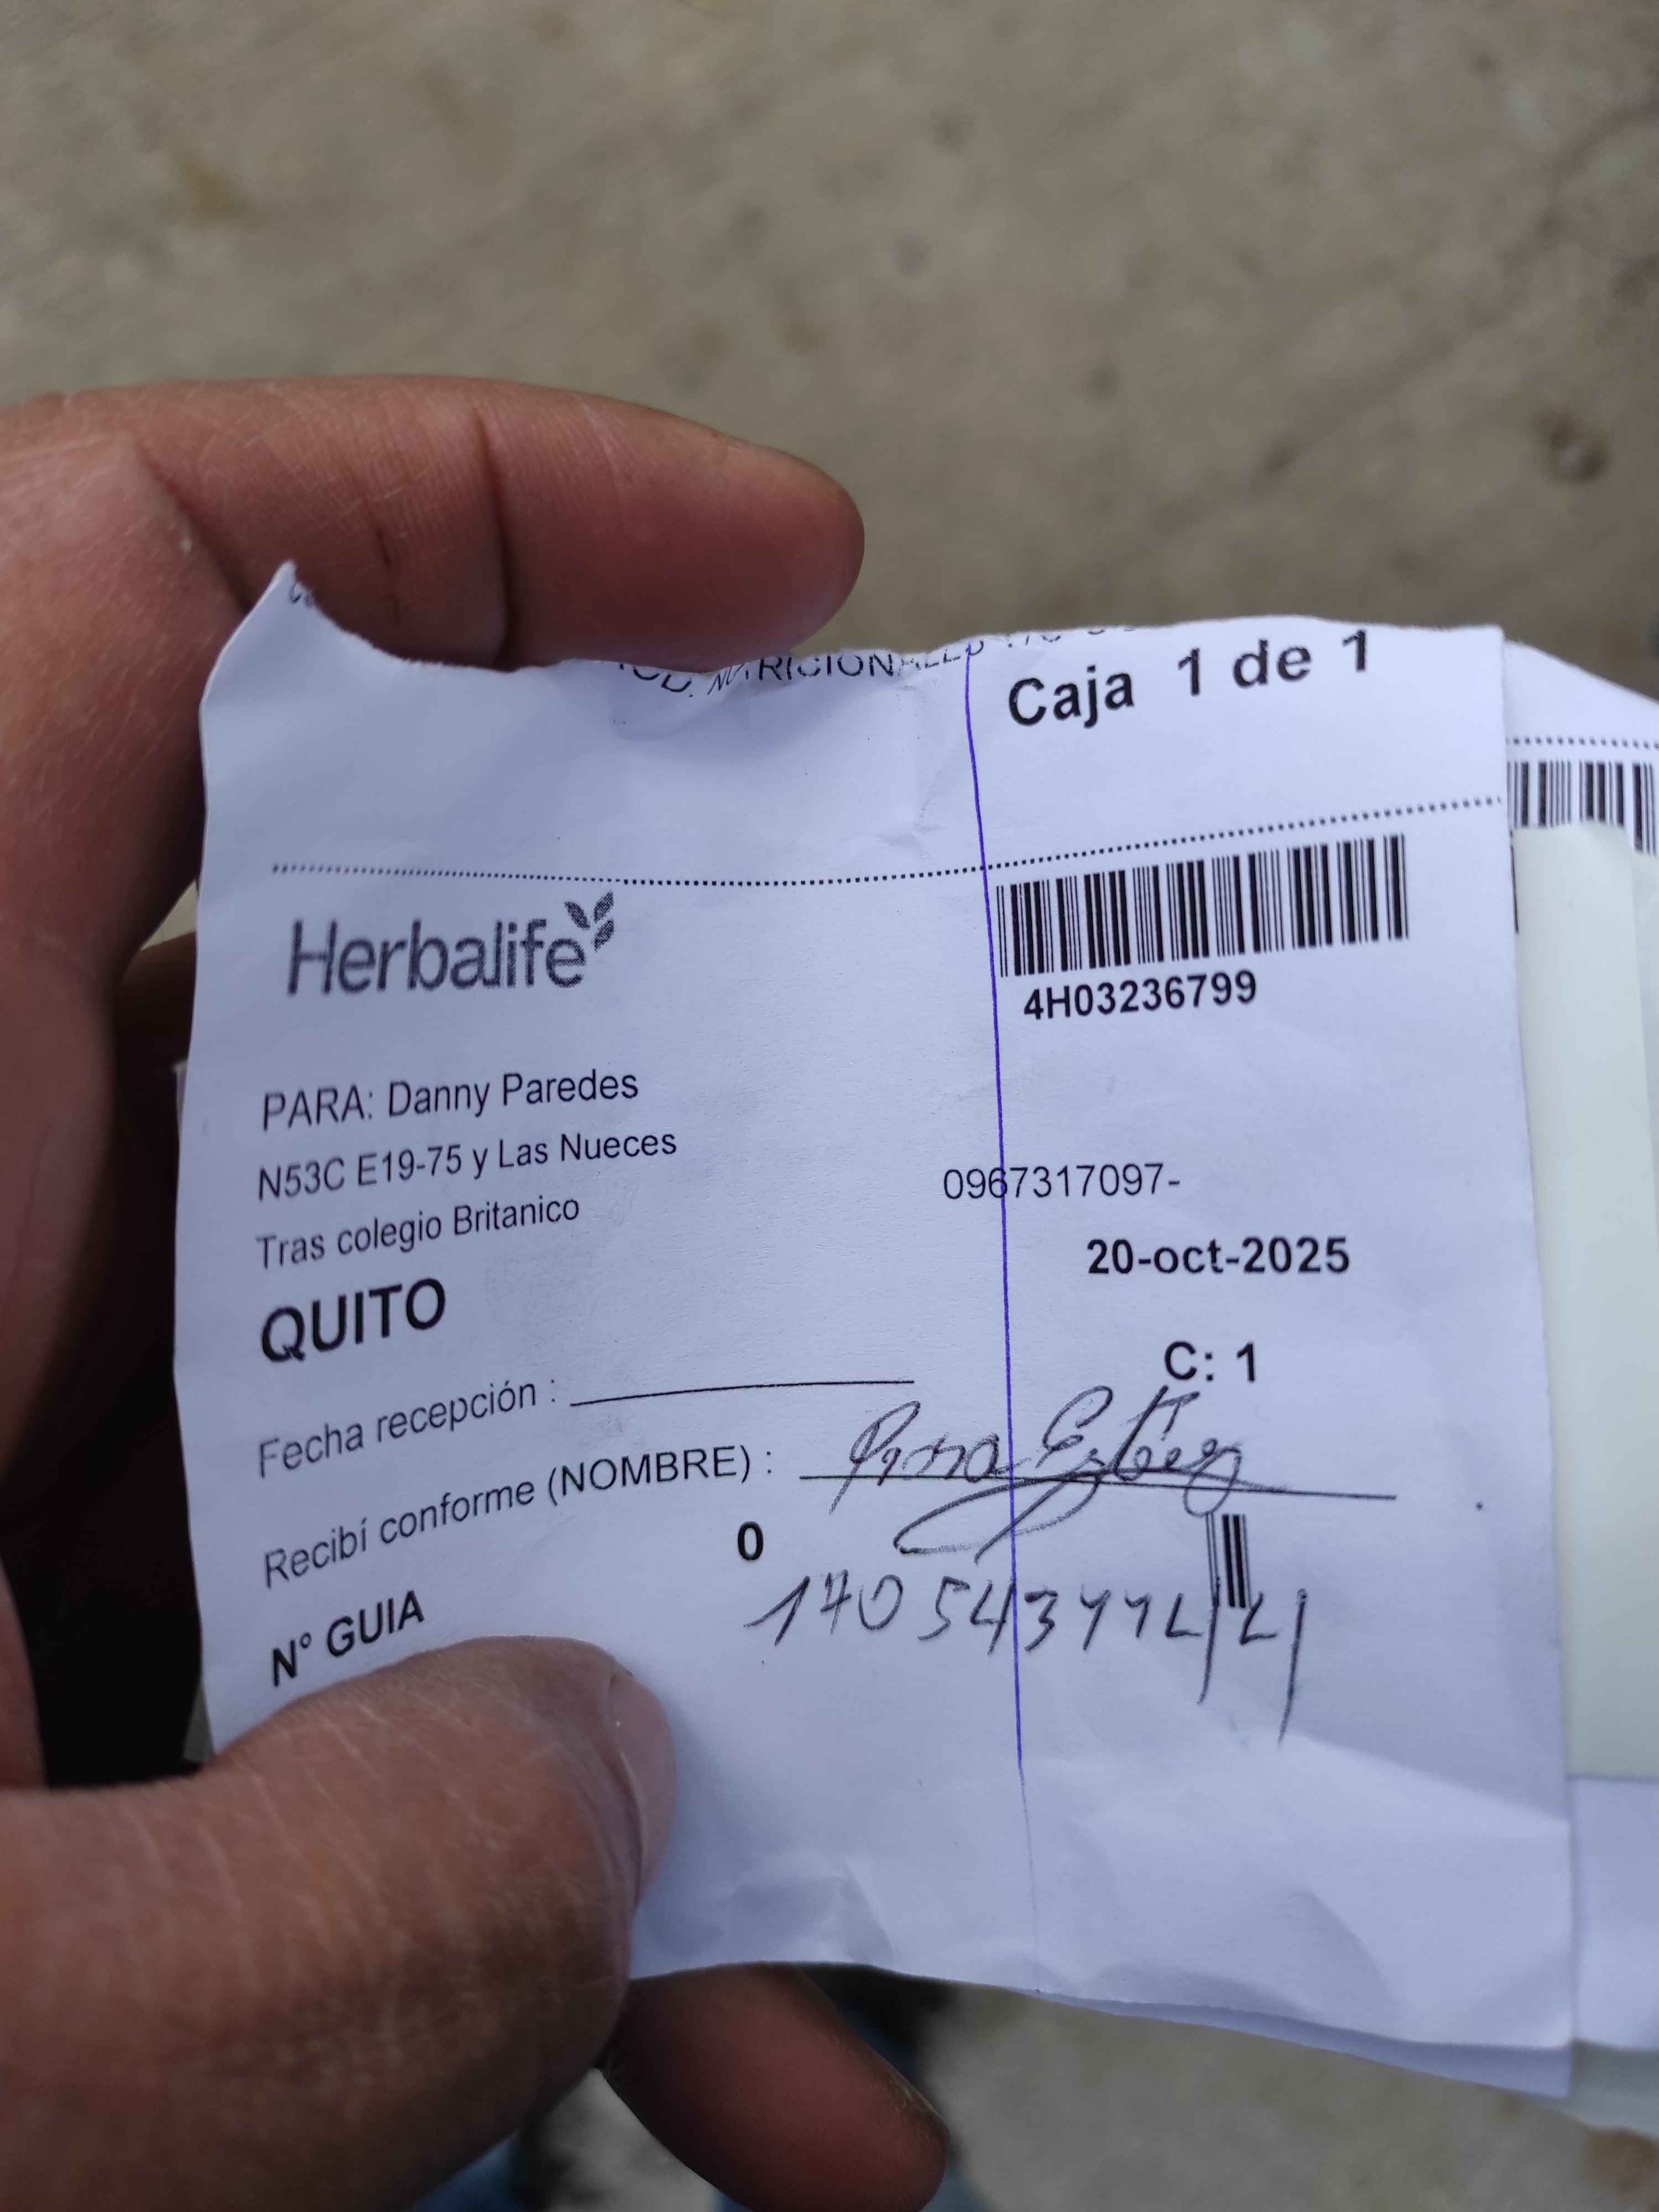 Caja 1 de 1
Herbalife
4H03236799
PARA: Danny Paredes
N53C E19-75 y Las Nueces
0967317097-
Tras colegio Britanico
20-oct-2025
QUITO
C: 1
Fecha recepción :
Recibí conforme (NOMBRE) :
0
N° GUIA